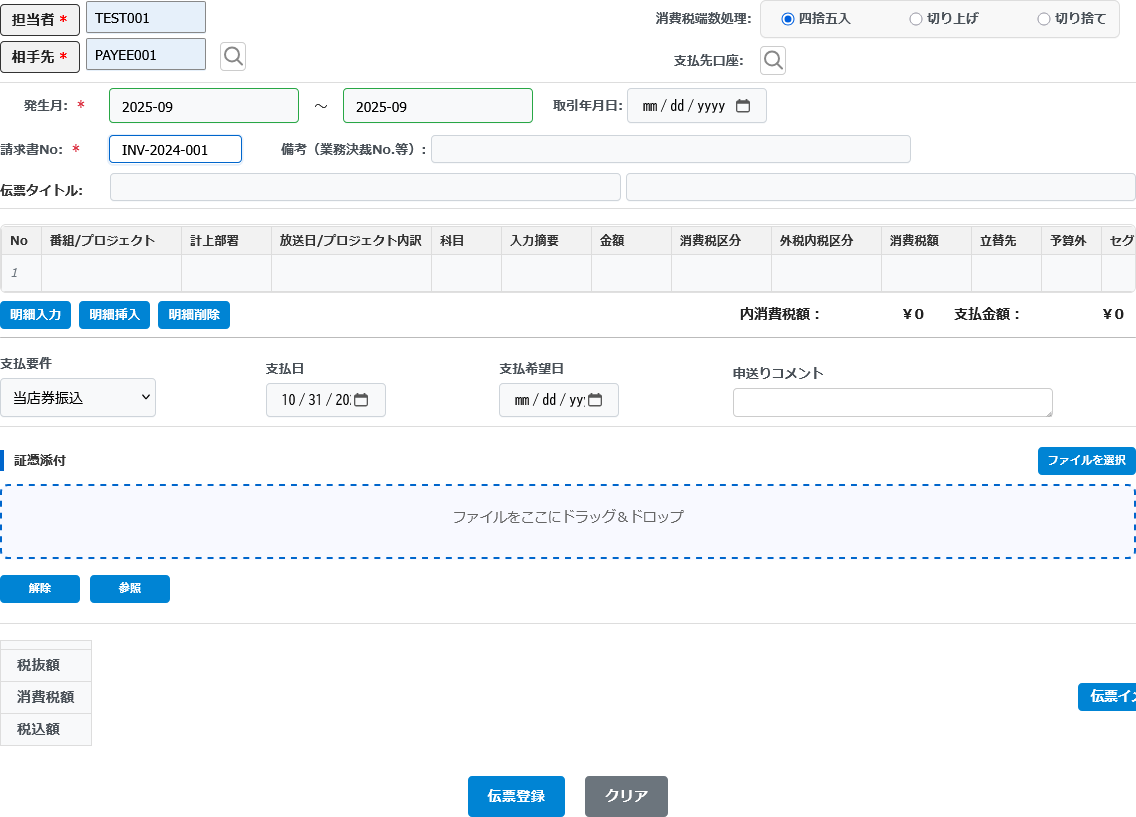 担当者 * TEST001 消費税端数処理: 四捨五入 切り上げ 切り捨て
相手先 * PAYEE001 支払先口座:
発生月: * 2025-09 ～ 2025-09 取引年月日: mm/dd/yyyy
請求書No: * INV-2024-001 備考（業務決裁No.等）:
伝票タイトル:
No 番組/プロジェクト 計上部署 放送日/プロジェクト内訳 科目 入力摘要 金額 消費税区分 外税内税区分 消費税額 立替先 予算外 セグ
1
明細入力 明細挿入 明細削除 内消費税額： ￥0 支払金額： ￥0
支払要件 支払日 支払希望日 申送りコメント
当店券振込 10/31/20 mm/dd/yy
証憑添付 ファイルを選択
ファイルをここにドラッグ＆ドロップ
解除 参照
税抜額
消費税額 伝票イメ
税込額
伝票登録 クリア